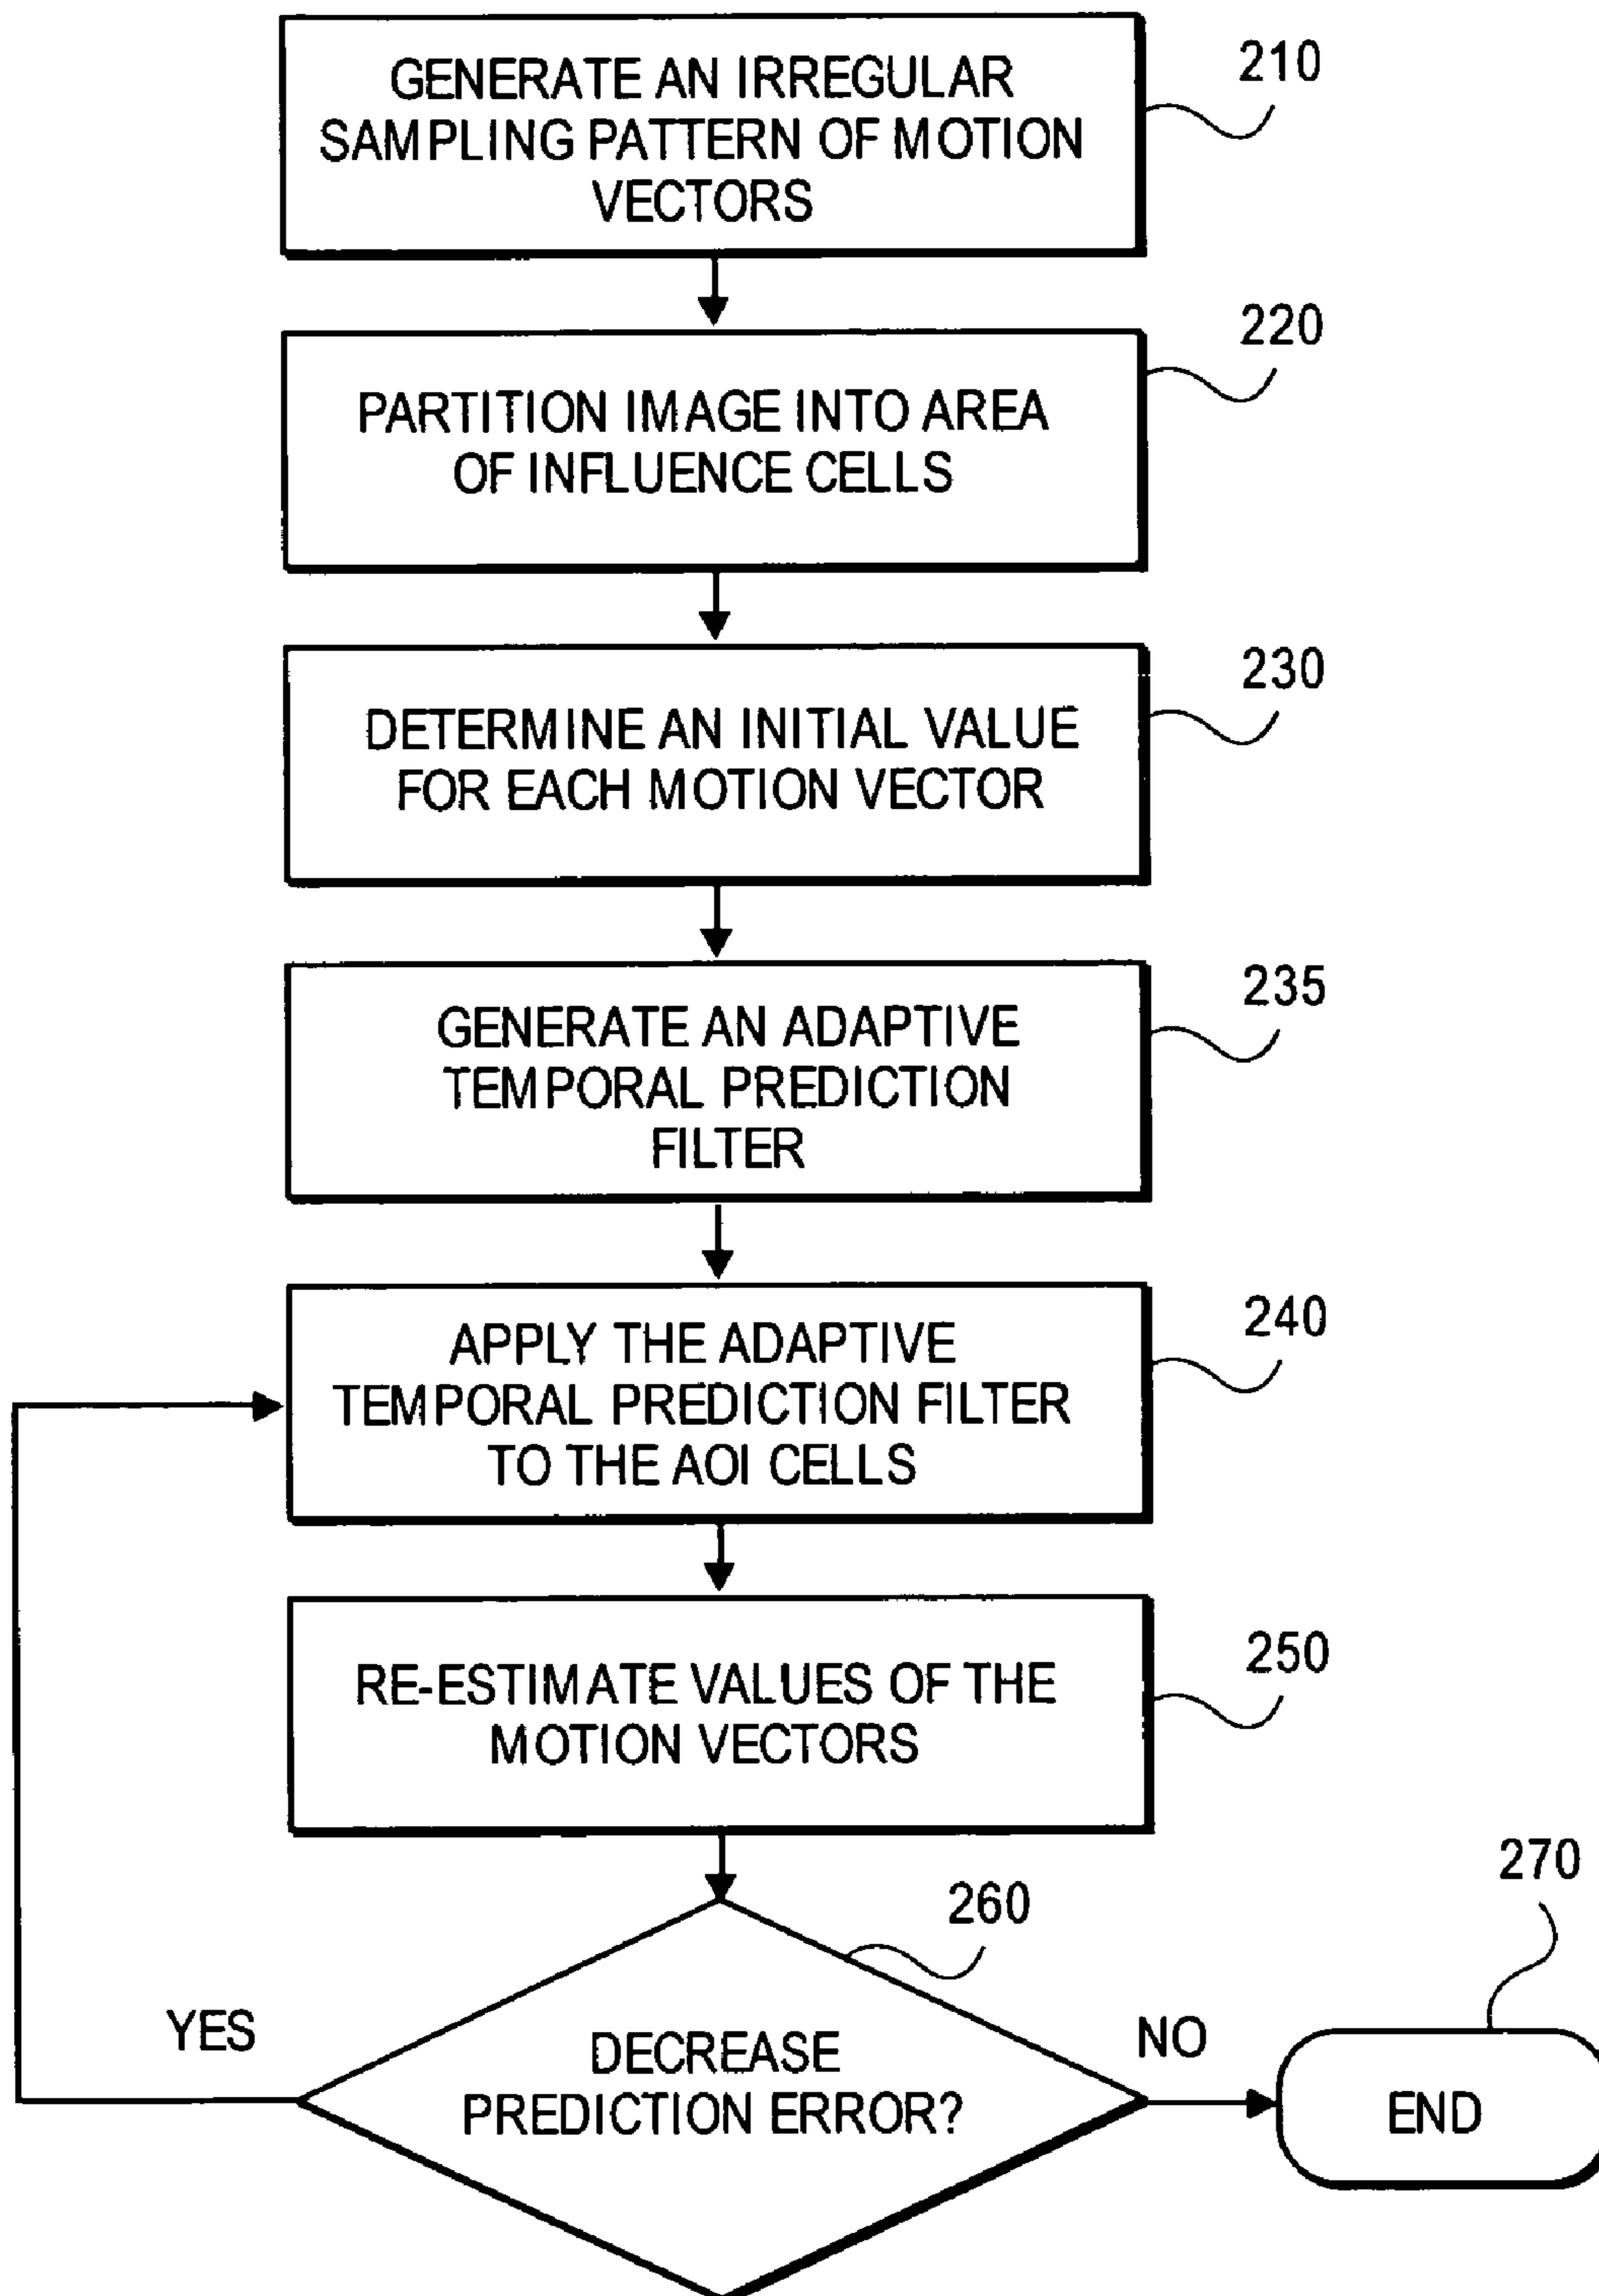 GENERATE AN IRREGULAR
SAMPLING PATTERN OF MOTION
VECTORS
210
PARTITION IMAGE INTO AREA
OF INFLUENCE CELLS
220
DETERMINE AN INITIAL VALUE
FOR EACH MOTION VECTOR
230
GENERATE AN ADAPTIVE
TEMPORAL PREDICTION
FILTER
235
APPLY THE ADAPTIVE
TEMPORAL PREDICTION FILTER
TO THE AOI CELLS
240
RE-ESTIMATE VALUES OF THE
MOTION VECTORS
250
260
DECREASE
PREDICTION ERROR?
YES
NO
270
END